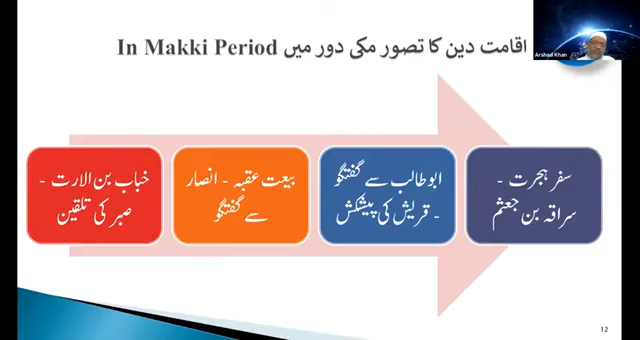 اقامت دین کا تصور مکی دور میں In Makki Period
Arshad Khan
سفر ہجرت -
سراقہ بن جعثم
ابو طالب سے گفتگو
- قریش کی پیشکش
بیعت عقبہ - انصار
سے گفتگو
خباب بن الارت -
صبر کی تلقین
12